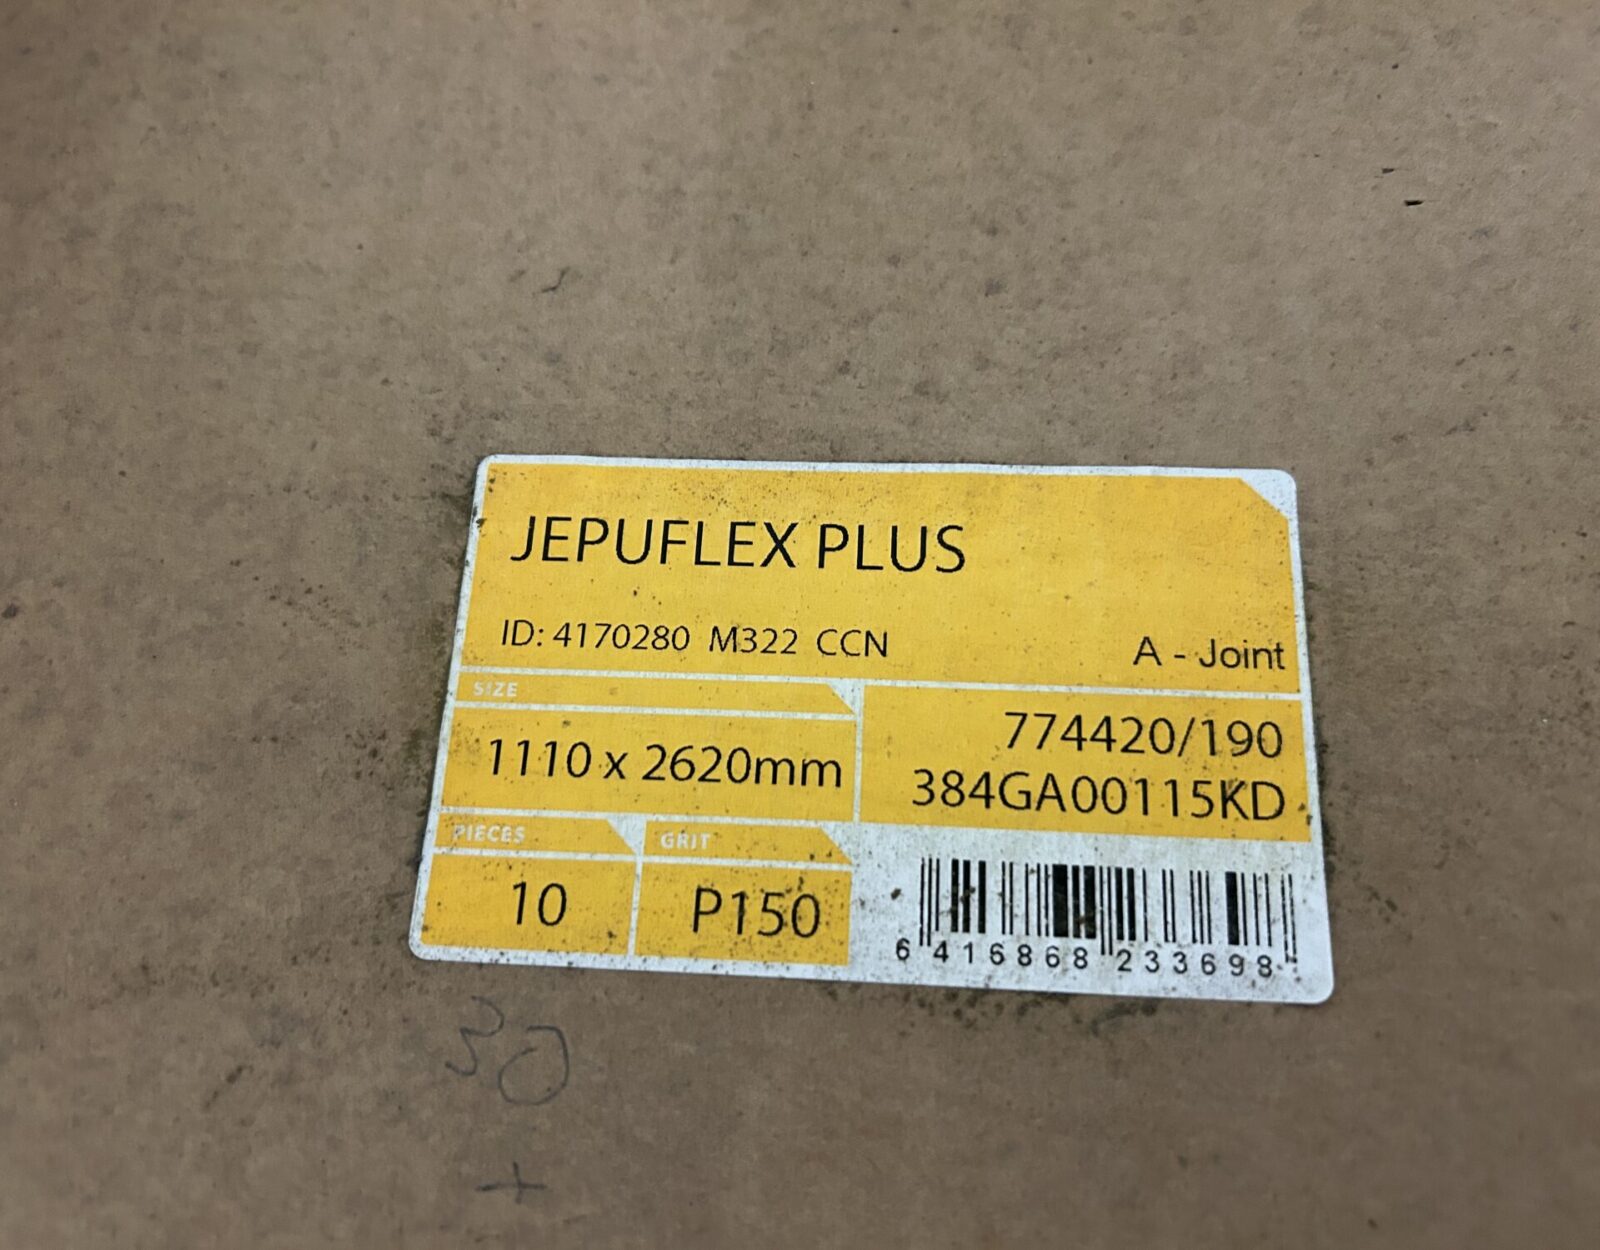 JEPUFLEX PLUS
ID: 4170280 M322 CCN
A - Joint
SIZE
1110 x 2620mm
774420/190
384GA00115KD
PIECES
10
GRIT
P150
6 416868 233698
30
+